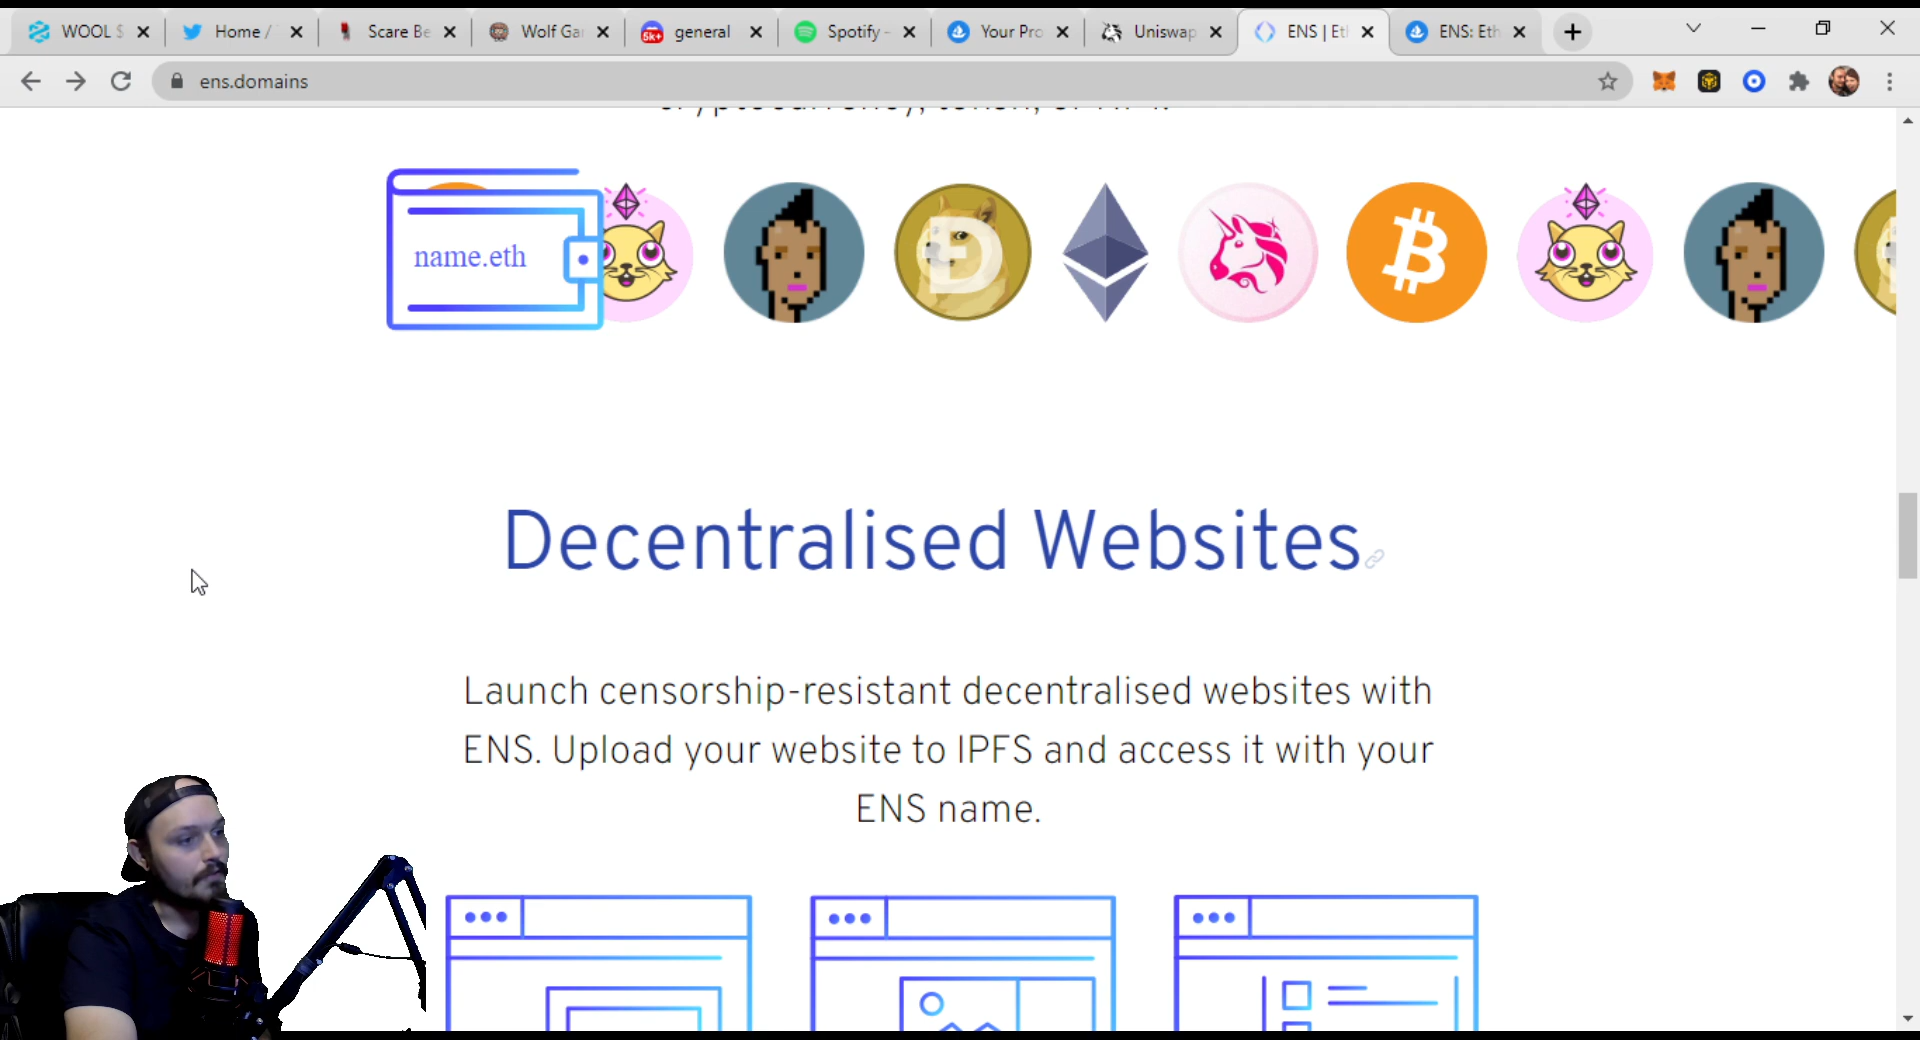 WOOL $
Home /
Scare Be
Wolf Ga
5k+
general
Spotify -
Your Pro
Uniswap
ENS | Et
ENS: Eth
ens.domains
name.eth
Decentralised Websites
Launch censorship-resistant decentralised websites with
ENS. Upload your website to IPFS and access it with your
ENS name.